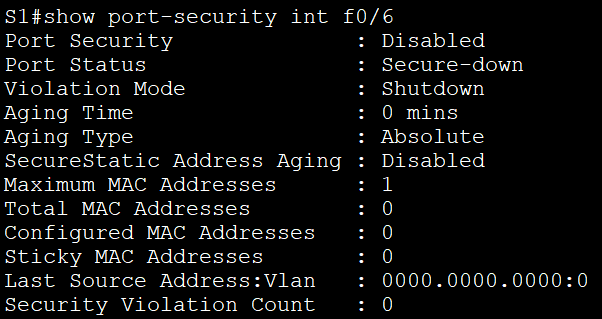 S1#show port-security int f0/6
Port Security              : Disabled
Port Status                : Secure-down
Violation Mode             : Shutdown
Aging Time                 : 0 mins
Aging Type                 : Absolute
SecureStatic Address Aging : Disabled
Maximum MAC Addresses      : 1
Total MAC Addresses        : 0
Configured MAC Addresses   : 0
Sticky MAC Addresses       : 0
Last Source Address:Vlan   : 0000.0000.0000:0
Security Violation Count   : 0